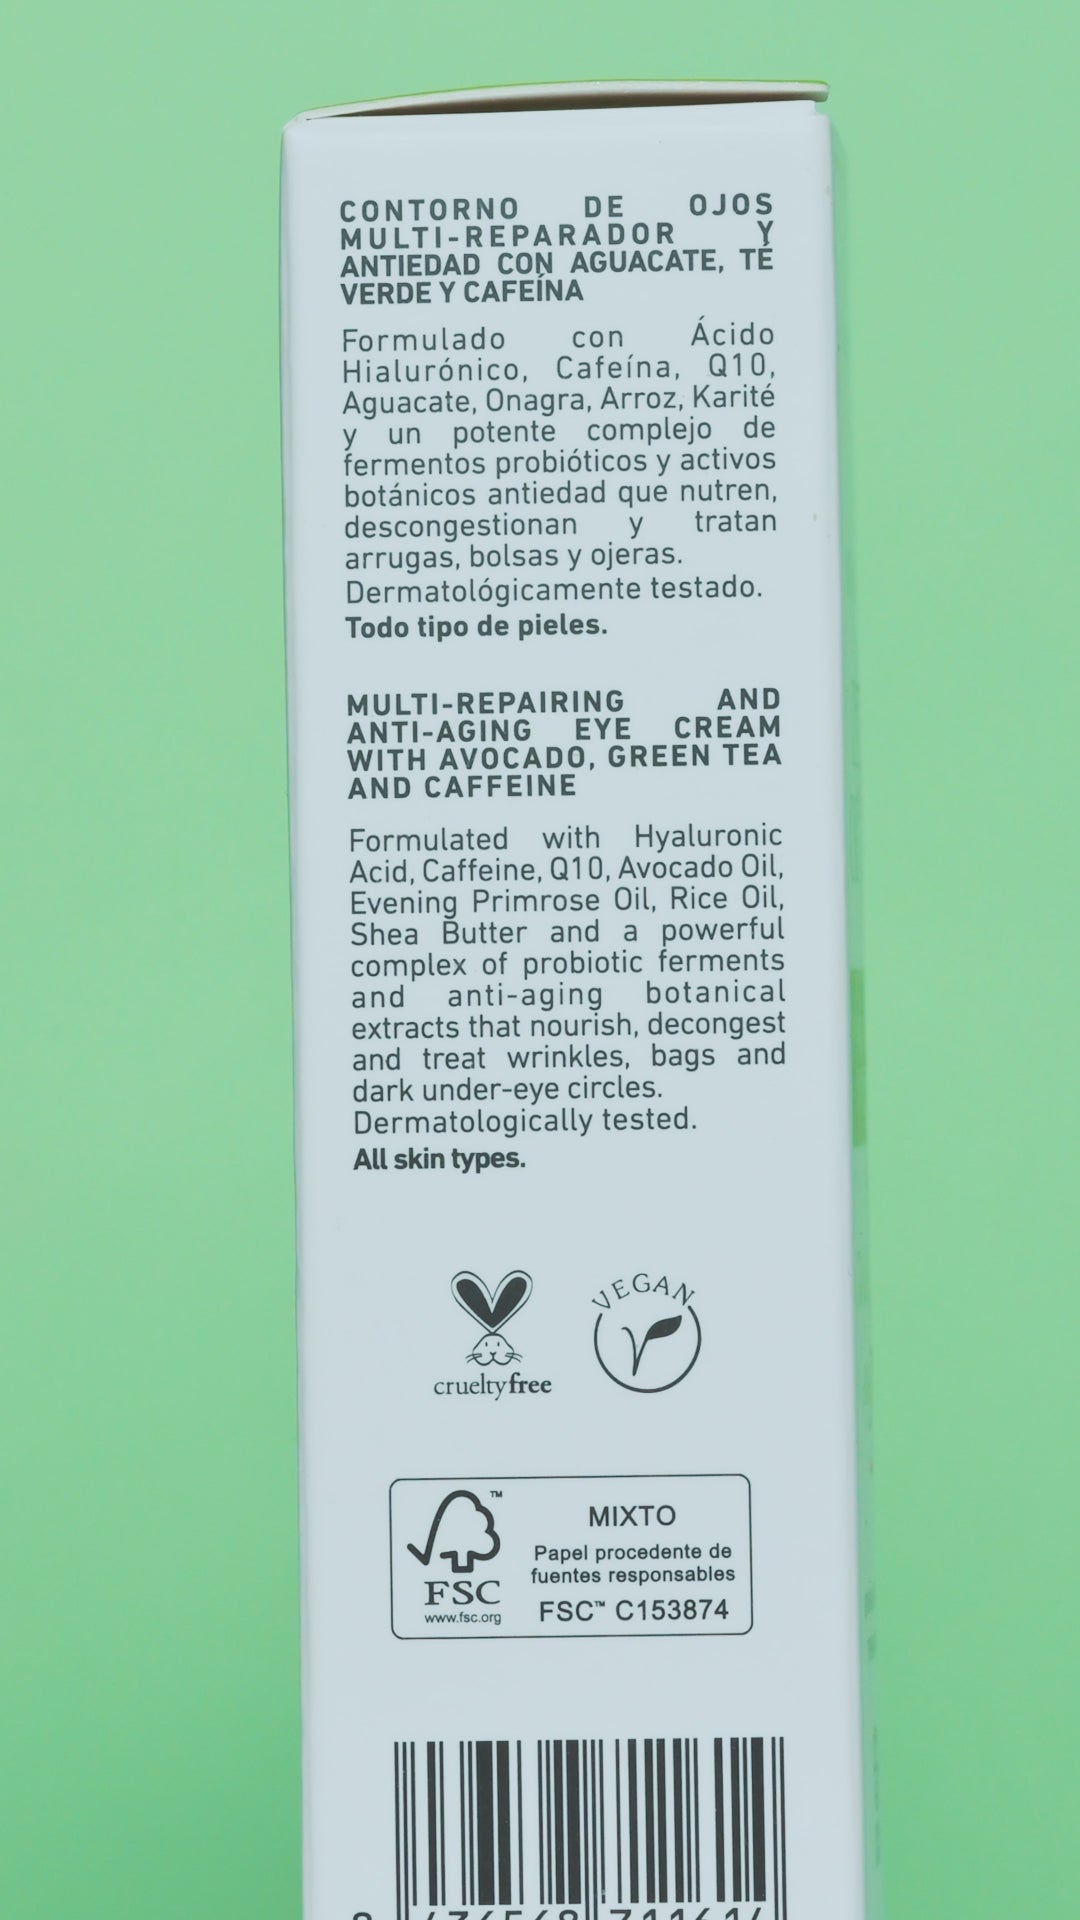 CONTORNO DE OJOS
MULTI-REPARADOR Y
ANTIEDAD CON AGUACATE, TÉ
VERDE Y CAFEÍNA
Formulado con Ácido
Hialurónico, Cafeína, Q10,
Aguacate, Onagra, Arroz, Karité
y un potente complejo de
fermentos probióticos y activos
botánicos antiedad que nutren,
descongestionan y tratan
arrugas, bolsas y ojeras.
Dermatológicamente testado.
Todo tipo de pieles.
MULTI-REPAIRING AND
ANTI-AGING EYE CREAM
WITH AVOCADO, GREEN TEA
AND CAFFEINE
Formulated with Hyaluronic
Acid, Caffeine, Q10, Avocado Oil,
Evening Primrose Oil, Rice Oil,
Shea Butter and a powerful
complex of probiotic ferments
and anti-aging botanical
extracts that nourish, decongest
and treat wrinkles, bags and
dark under-eye circles.
Dermatologically tested.
All skin types.
crueltyfree
VEGAN
FSC
www.fsc.org
MIXTO
Papel procedente de
fuentes responsables
FSC™ C153874